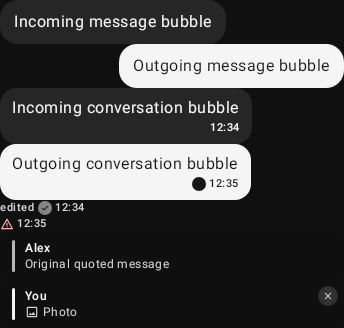 Incoming message bubble
Outgoing message bubble
Incoming conversation bubble
12:34
Outgoing conversation bubble
12:35
edited 12:34
12:35
Alex
Original quoted message
You
Photo